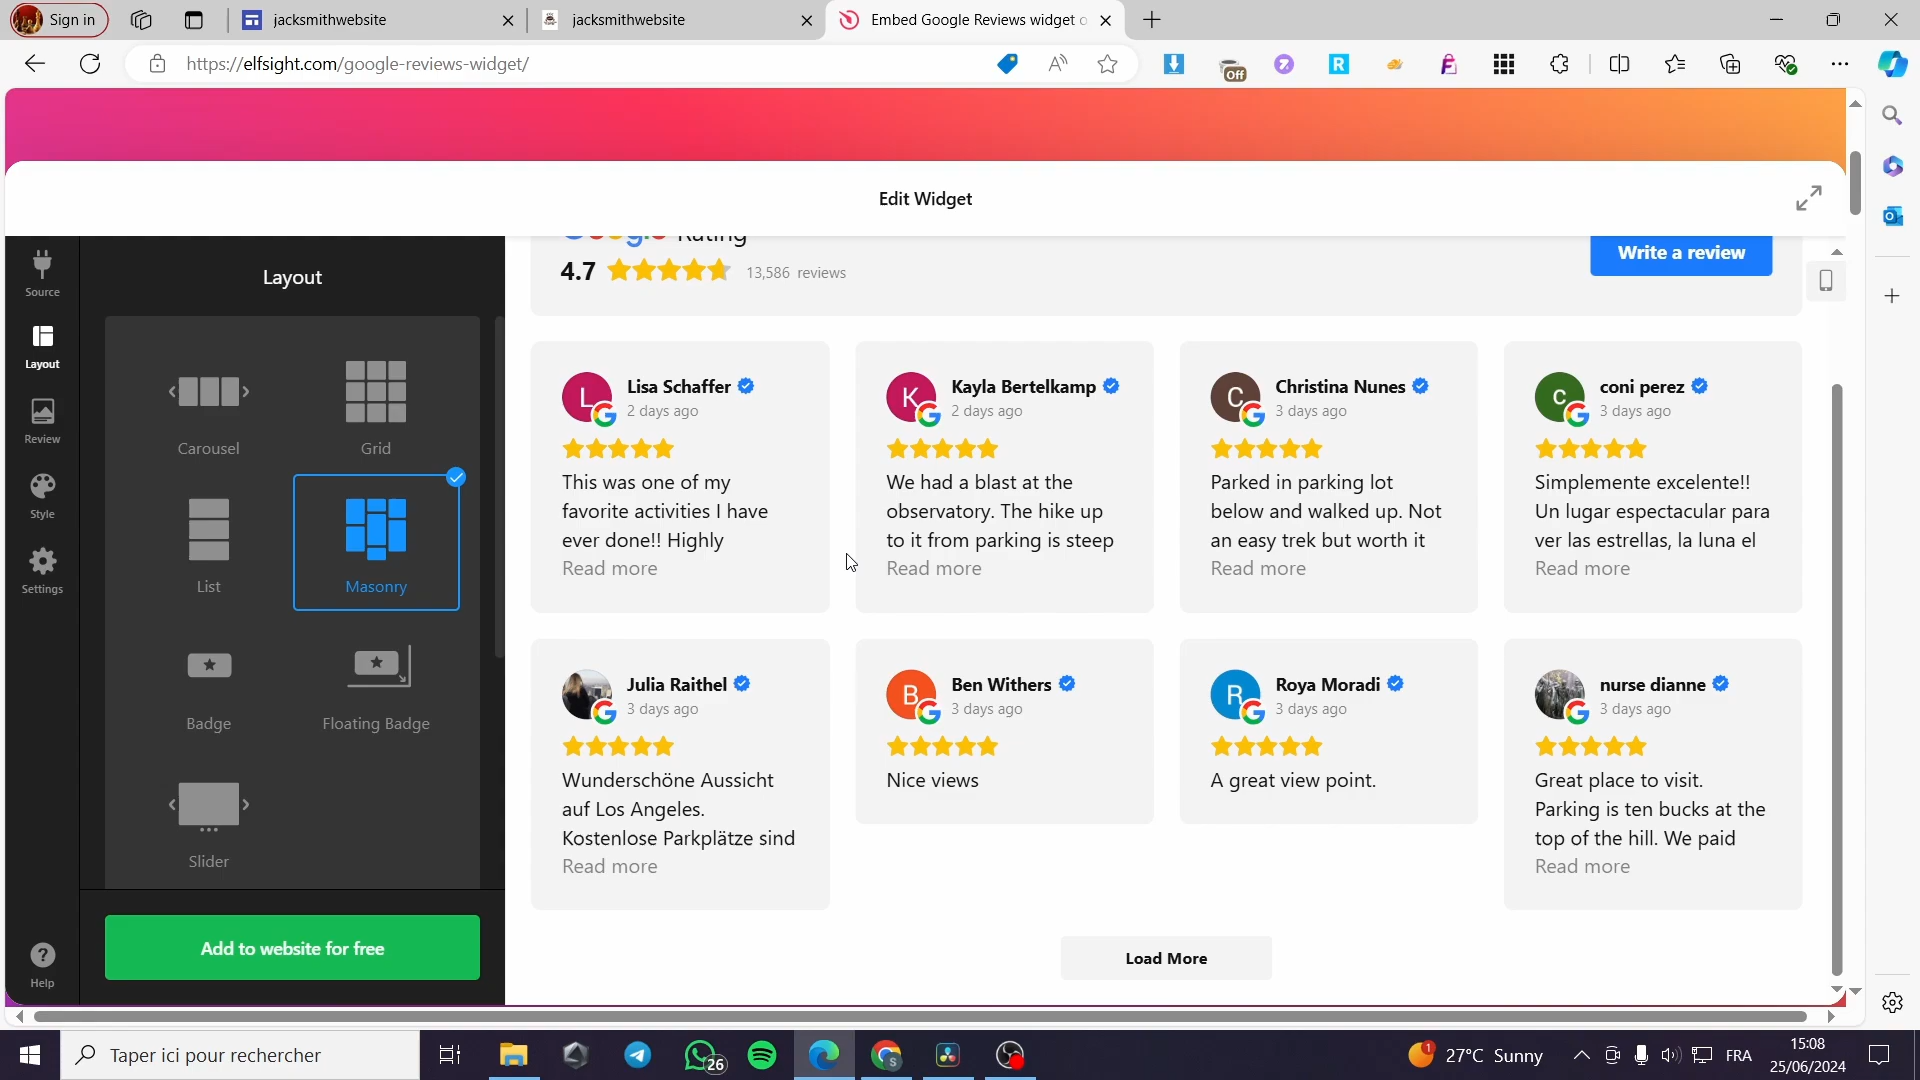 Sign in
jacksmithwebsite
jacksmithwebsite
Embed Google Reviews widget o
https://elfsight.com/google-reviews-widget/
Off
Edit Widget
Source
Layout
Review
Style
Settings
Help
Layout
Carousel
Grid
List
Masonry
Badge
Floating Badge
Slider
Add to website for free
Google Rating
4.7
13,586 reviews
Write a review
Lisa Schaffer
2 days ago
This was one of my
favorite activities I have
ever done!! Highly
Read more
Kayla Bertelkamp
2 days ago
We had a blast at the
observatory. The hike up
to it from parking is steep
Read more
Christina Nunes
3 days ago
Parked in parking lot
below and walked up. Not
an easy trek but worth it
Read more
coni perez
3 days ago
Simplemente excelente!!
Un lugar espectacular para
ver las estrellas, la luna el
Read more
Julia Raithel
3 days ago
Wunderschöne Aussicht
auf Los Angeles.
Kostenlose Parkplätze sind
Read more
Ben Withers
3 days ago
Nice views
Roya Moradi
3 days ago
A great view point.
nurse dianne
3 days ago
Great place to visit.
Parking is ten bucks at the
top of the hill. We paid
Read more
Load More
Taper ici pour rechercher
26
27°C Sunny
FRA
15:08
25/06/2024